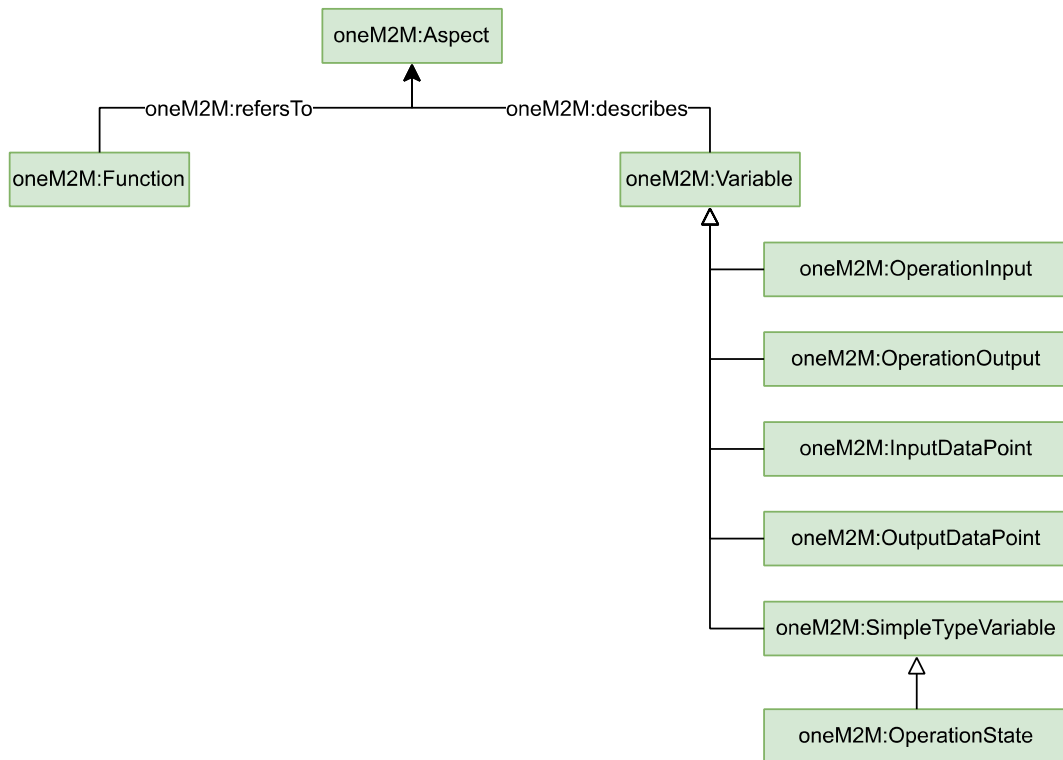 oneM2M:Aspect
oneM2M:refersTo
oneM2M:describes
oneM2M:Function
oneM2M:Variable
oneM2M:OperationInput
oneM2M:OperationOutput
oneM2M:InputDataPoint
oneM2M:OutputDataPoint
oneM2M:SimpleTypeVariable
oneM2M:OperationState